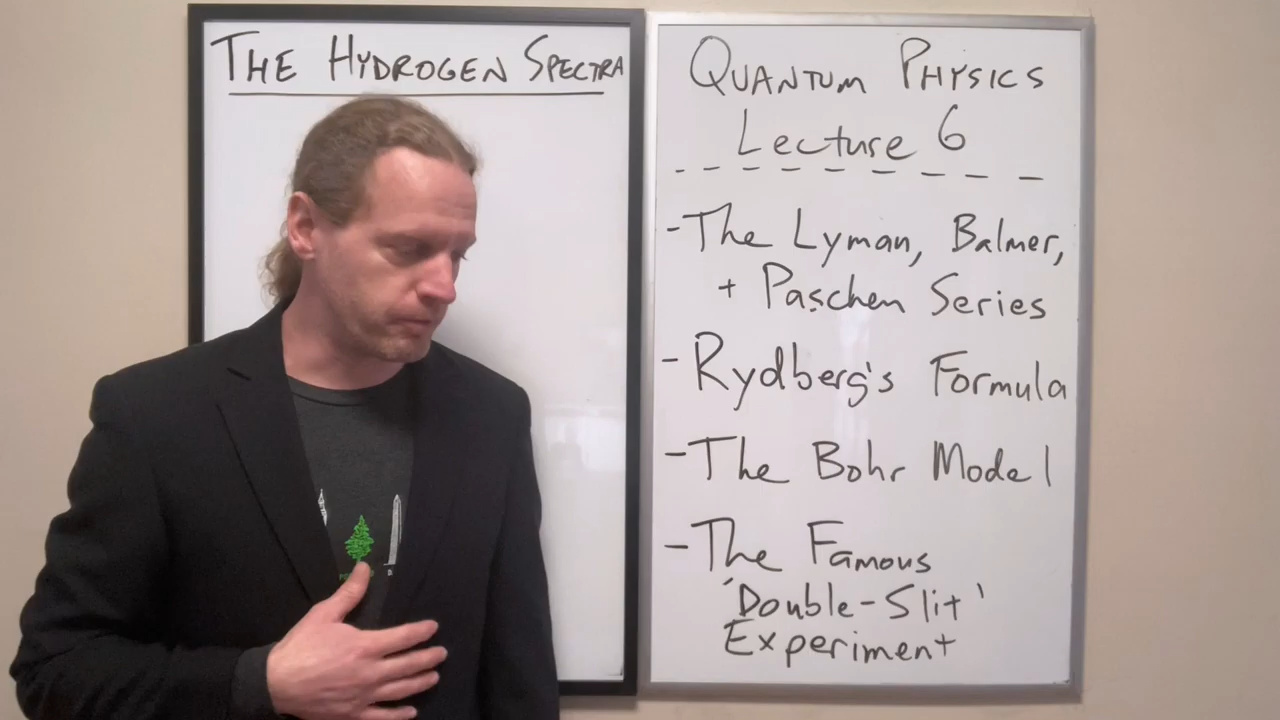 THE HYDROGEN SPECTRA
QUANTUM PHYSICS
Lecture 6
- The Lyman, Balmer,
+ Paschen Series
- Rydberg's Formula
- The Bohr Model
- The Famous
'Double-Slit'
Experiment